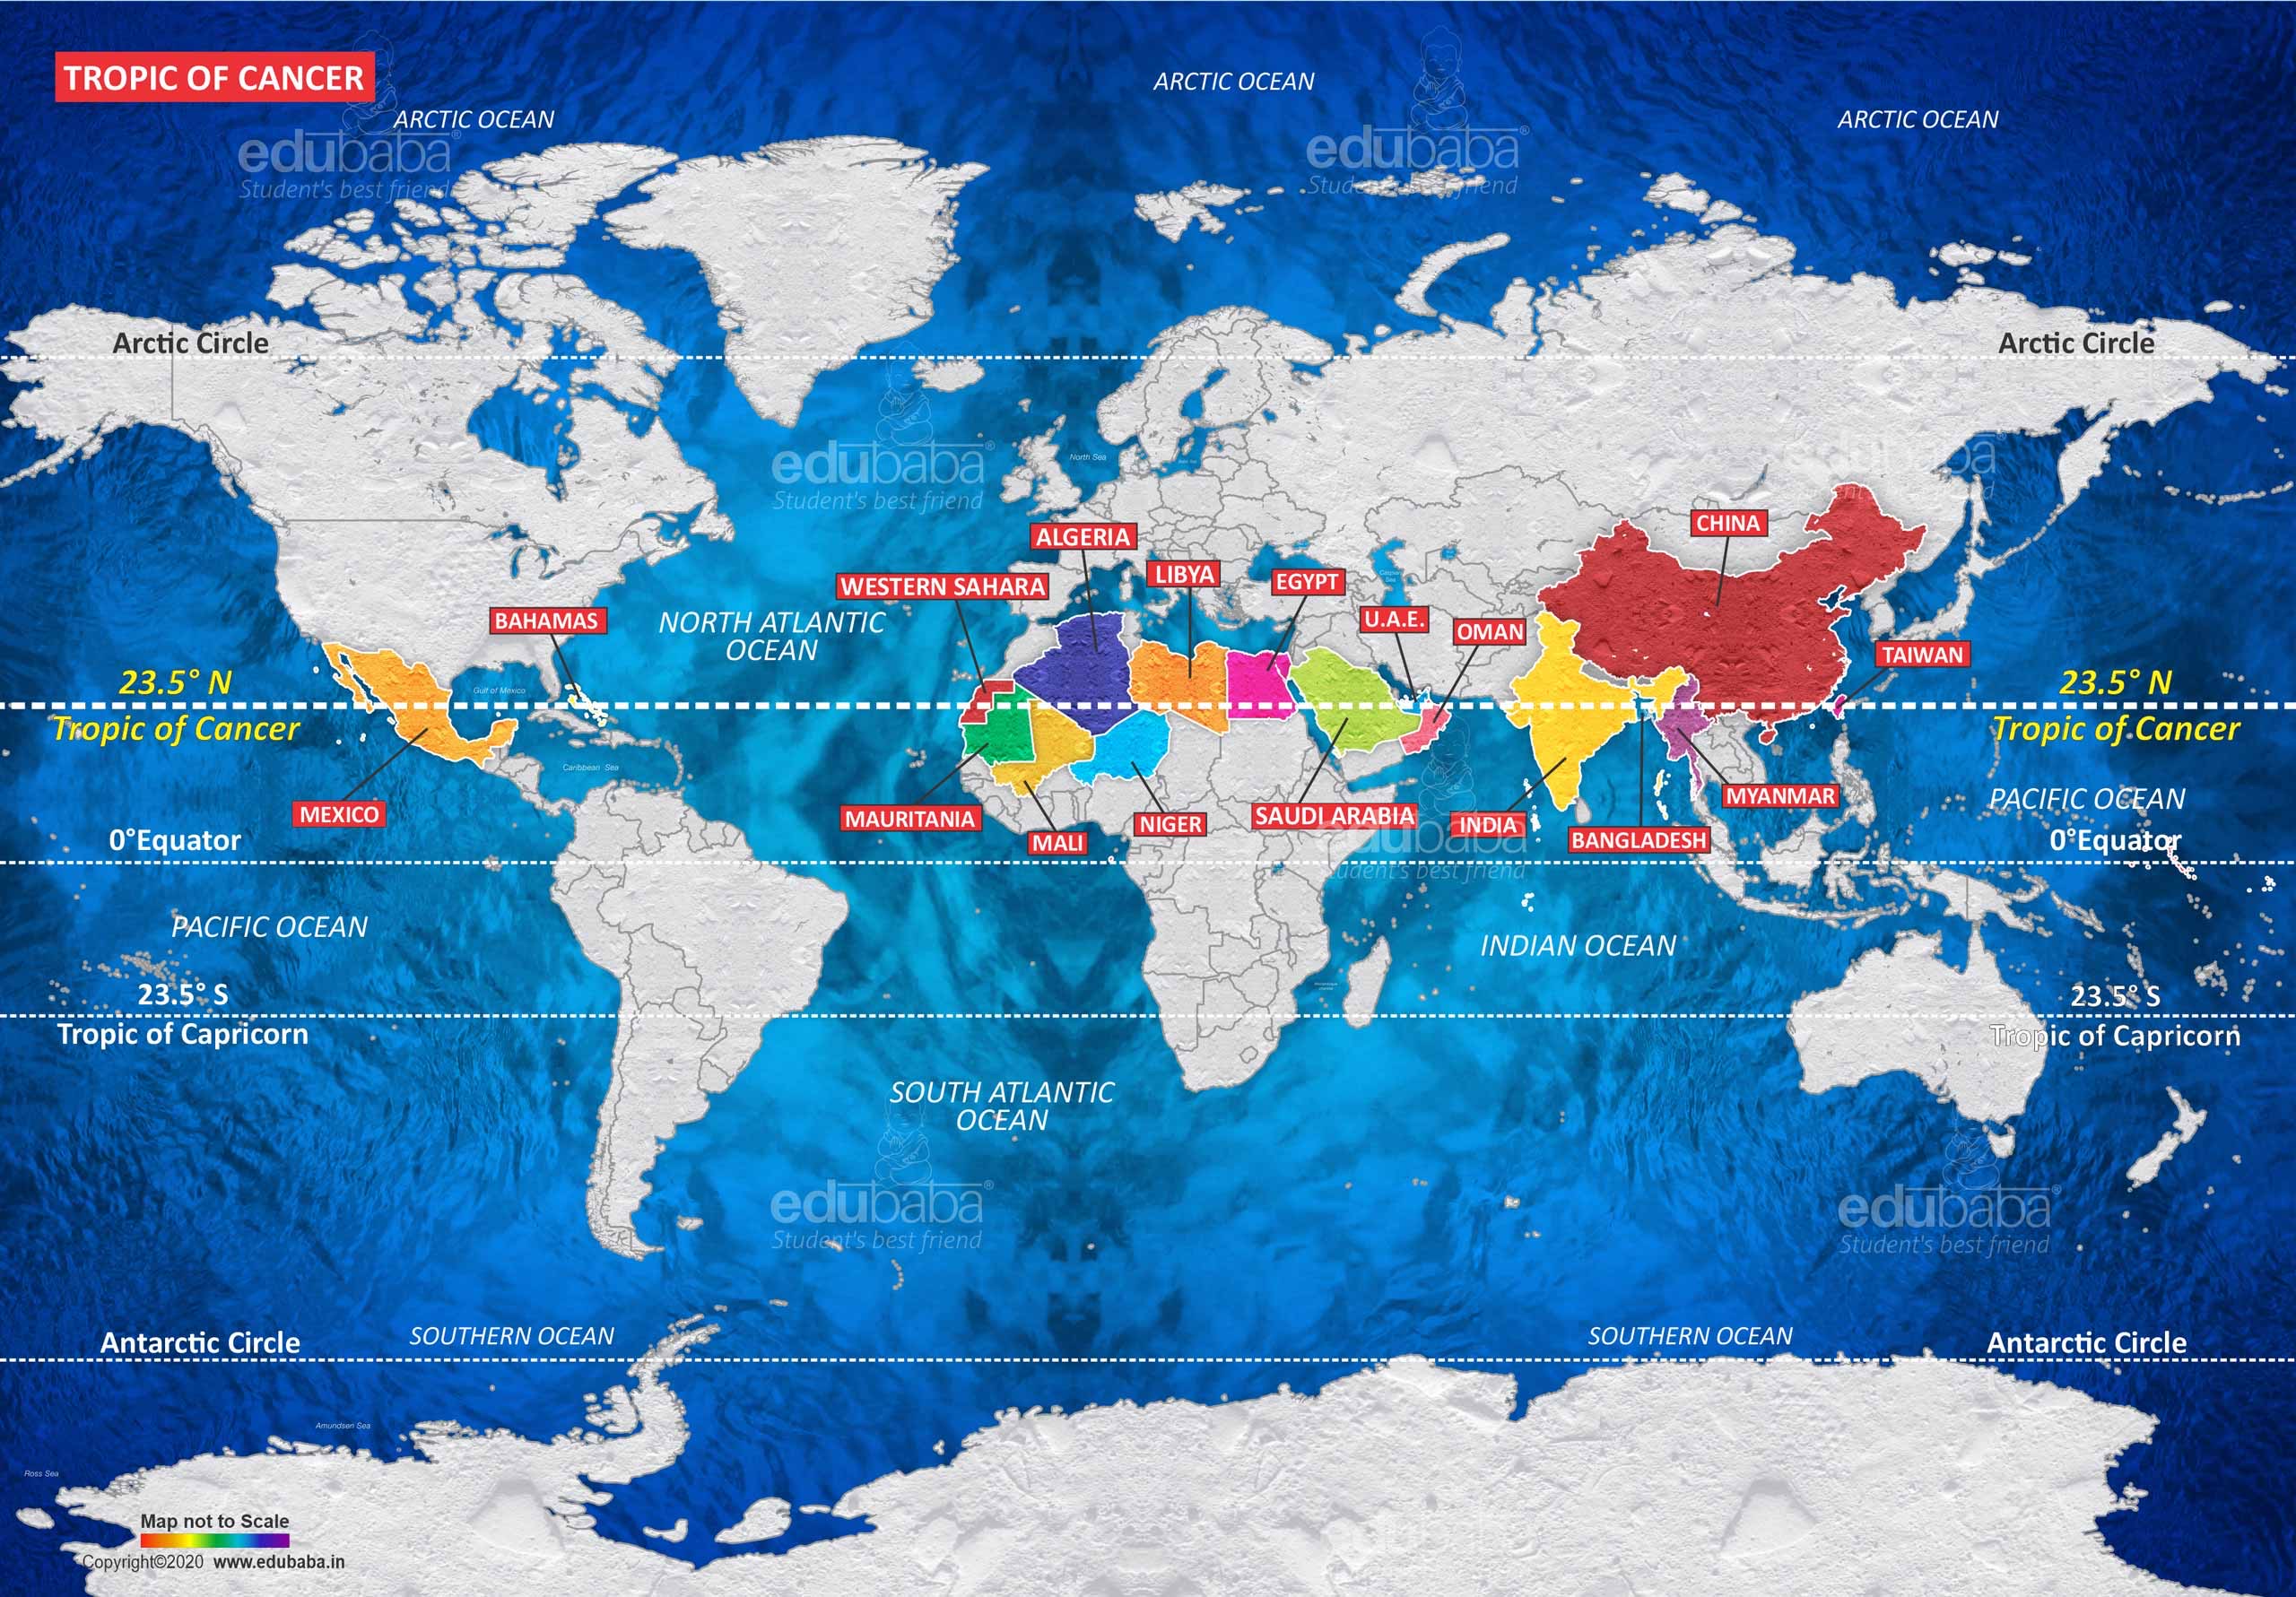 TROPIC OF CANCER
ARCTIC OCEAN
ARCTIC OCEAN
ARCTIC OCEAN
edubaba®
Student's best friend
edubaba®
Student's best friend
Arctic Circle
Arctic Circle
edubaba®
Student's best friend
North Sea
CHINA
ALGERIA
LIBYA
EGYPT
WESTERN SAHARA
BAHAMAS
U.A.E.
OMAN
NORTH ATLANTIC
OCEAN
Caspian
Sea
TAIWAN
23.5° N
Tropic of Cancer
Gulf of Mexico
23.5° N
Tropic of Cancer
Caribbean Sea
MEXICO
MAURITANIA
MALI
NIGER
SAUDI ARABIA
INDIA
BANGLADESH
MYANMAR
PACIFIC OCEAN
0°Equator
0°Equator
edubaba
Student's best friend
PACIFIC OCEAN
INDIAN OCEAN
23.5° S
Tropic of Capricorn
23.5° S
Tropic of Capricorn
SOUTH ATLANTIC
OCEAN
edubaba®
Student's best friend
edubaba®
Student's best friend
Antarctic Circle
SOUTHERN OCEAN
SOUTHERN OCEAN
Antarctic Circle
Amundsen Sea
Ross Sea
Map not to Scale
Copyright©2020 www.edubaba.in